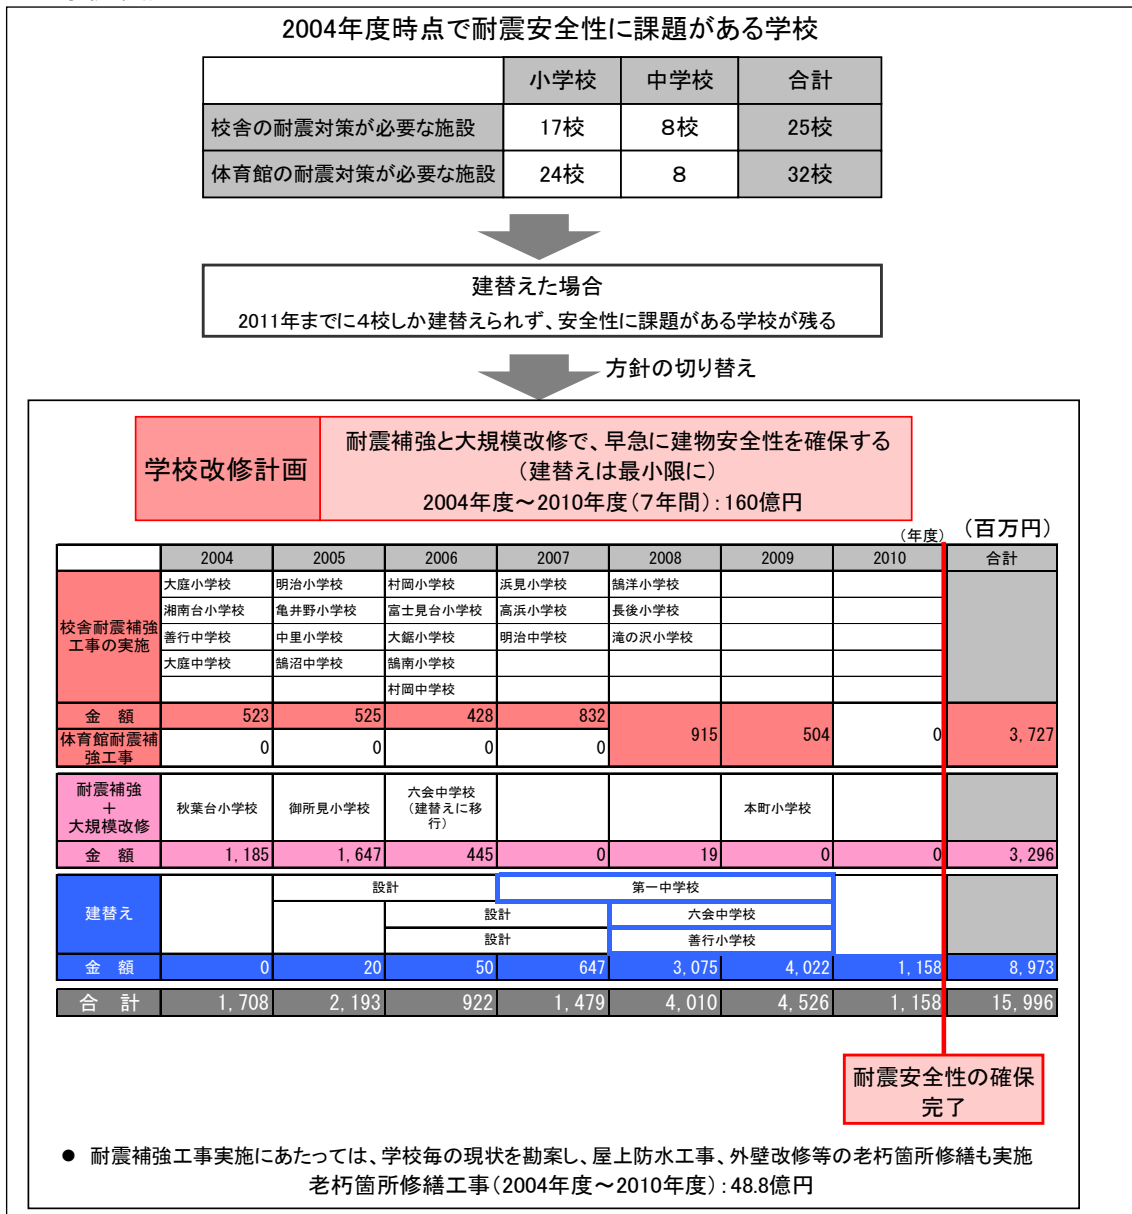 2004年度時点で耐震安全性に課題がある学校
小学校 中学校 合計
校舎の耐震対策が必要な施設 17校 8校 25校
体育館の耐震対策が必要な施設 24校 8 32校
建替えた場合
2011年までに4校しか建替えられず、安全性に課題がある学校が残る
方針の切り替え
学校改修計画
耐震補強と大規模改修で、早急に建物安全性を確保する
(建替えは最小限に)
2004年度～2010年度(7年間):160億円
(年度) (百万円)
2004 2005 2006 2007 2008 2009 2010 合計
校舎耐震補強工事の実施
大庭小学校 明治小学校 村岡小学校 浜見小学校 鵠洋小学校
湘南台小学校 亀井野小学校 富士見台小学校 高浜小学校 長後小学校
善行中学校 中里小学校 大鋸小学校 明治中学校 滝の沢小学校
大庭中学校 鵠沼中学校 鵠南小学校
村岡中学校
金 額 523 525 428 832
体育館耐震補強工事 0 0 0 0
915 504 0 3,727
耐震補強
+
大規模改修
秋葉台小学校 御所見小学校 六会中学校(建替えに移行) 本町小学校
金 額 1,185 1,647 445 0 19 0 0 3,296
建替え
設計 第一中学校
設計 六会中学校
設計 善行小学校
金 額 0 20 50 647 3,075 4,022 1,158 8,973
合 計 1,708 2,193 922 1,479 4,010 4,526 1,158 15,996
耐震安全性の確保
完了
● 耐震補強工事実施にあたっては、学校毎の現状を勘案し、屋上防水工事、外壁改修等の老朽箇所修繕も実施
老朽箇所修繕工事(2004年度～2010年度):48.8億円